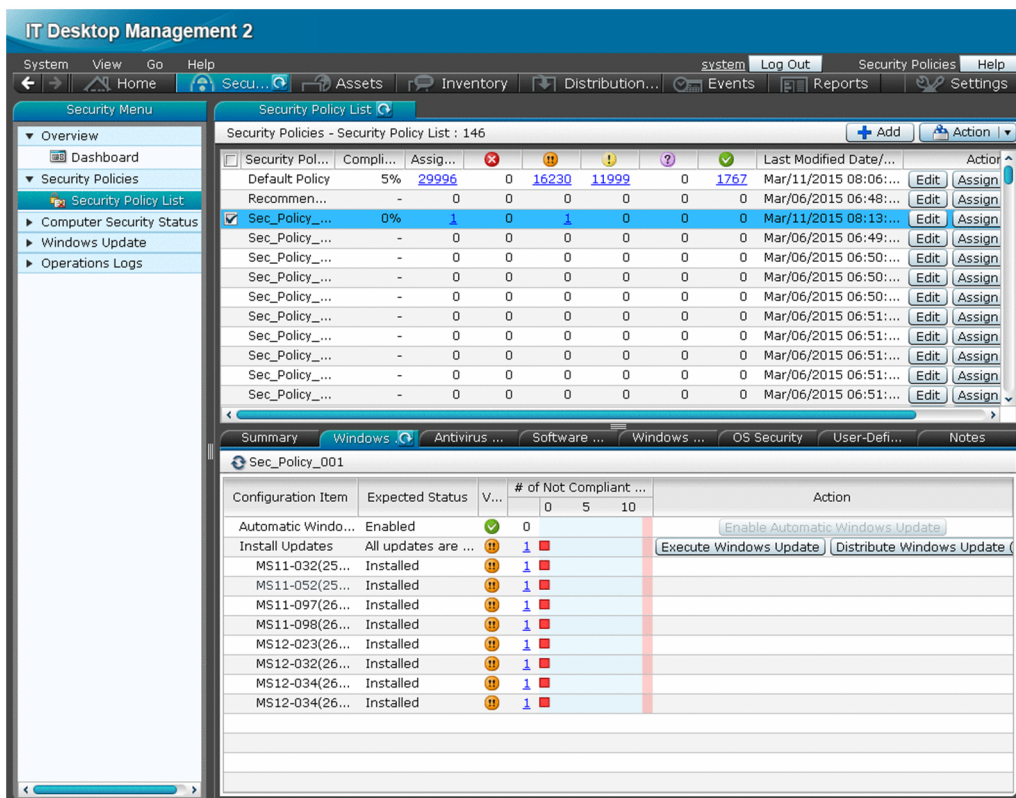 IT Desktop Management 2
System View Go Help system Log Out Security Policies Help
Home Secu... Assets Inventory Distribution... Events Reports Settings
Security Menu
Overview
Dashboard
Security Policies
Security Policy List
Computer Security Status
Windows Update
Operations Logs
Security Policy List
Security Policies - Security Policy List : 146 Add Action
Security Pol... Compli... Assig... Last Modified Date/... Action
Default Policy 5% 29996 0 16230 11999 0 1767 Mar/11/2015 08:06:... Edit Assign
Recommen... - 0 0 0 0 0 0 Mar/06/2015 06:48:... Edit Assign
Sec_Policy_... 0% 1 0 1 0 0 0 Mar/11/2015 08:13:... Edit Assign
Sec_Policy_... - 0 0 0 0 0 0 Mar/06/2015 06:49:... Edit Assign
Sec_Policy_... - 0 0 0 0 0 0 Mar/06/2015 06:50:... Edit Assign
Sec_Policy_... - 0 0 0 0 0 0 Mar/06/2015 06:50:... Edit Assign
Sec_Policy_... - 0 0 0 0 0 0 Mar/06/2015 06:50:... Edit Assign
Sec_Policy_... - 0 0 0 0 0 0 Mar/06/2015 06:51:... Edit Assign
Sec_Policy_... - 0 0 0 0 0 0 Mar/06/2015 06:51:... Edit Assign
Sec_Policy_... - 0 0 0 0 0 0 Mar/06/2015 06:51:... Edit Assign
Sec_Policy_... - 0 0 0 0 0 0 Mar/06/2015 06:51:... Edit Assign
Sec_Policy_... - 0 0 0 0 0 0 Mar/06/2015 06:51:... Edit Assign
Summary Windows . Antivirus ... Software ... Windows ... OS Security User-Defi... Notes
Sec_Policy_001
Configuration Item Expected Status V... # of Not Compliant ... Action
0 5 10
Automatic Windo... Enabled 0 Enable Automatic Windows Update
Install Updates All updates are ... 1 Execute Windows Update Distribute Windows Update (
MS11-032(25... Installed 1
MS11-052(25... Installed 1
MS11-097(26... Installed 1
MS11-098(26... Installed 1
MS12-023(26... Installed 1
MS12-032(26... Installed 1
MS12-034(26... Installed 1
MS12-034(26... Installed 1